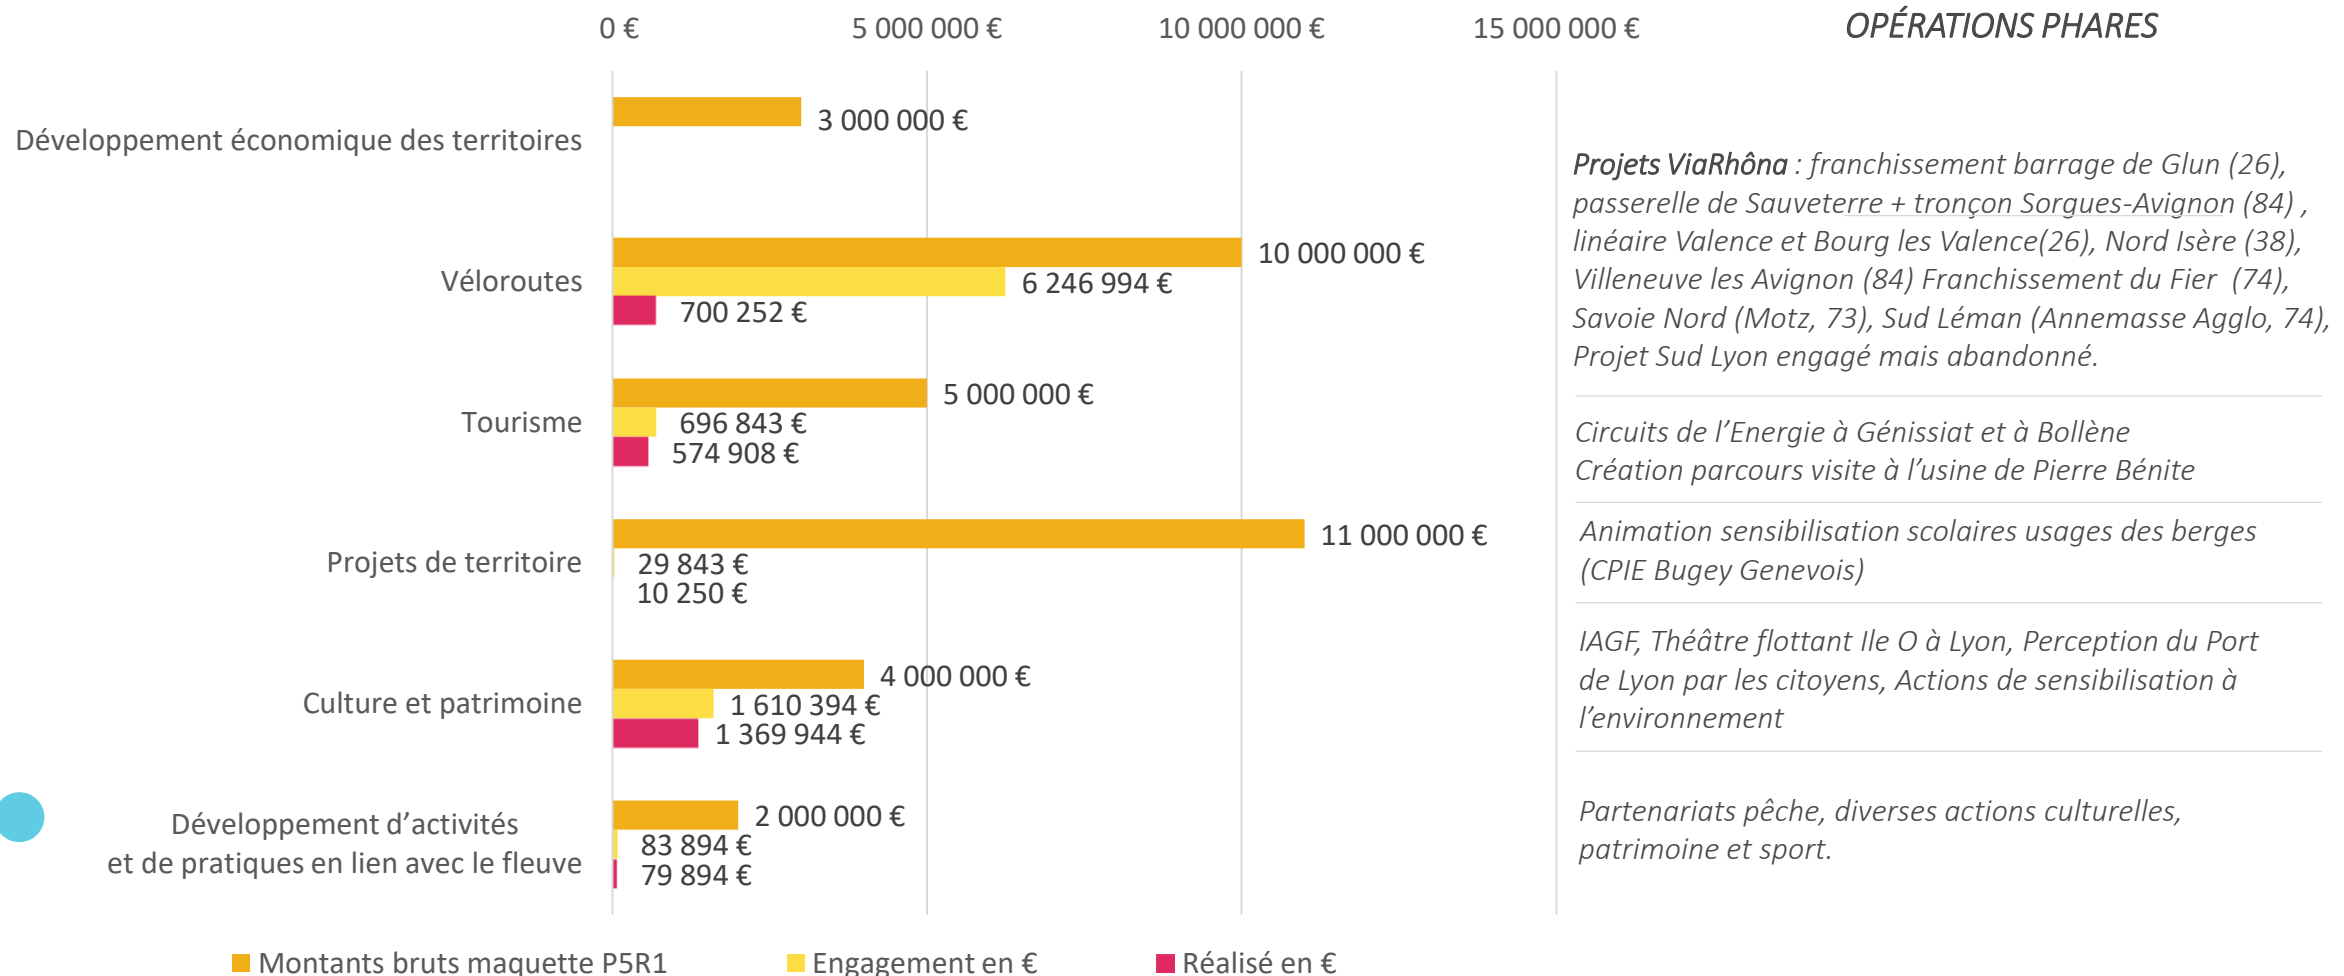 0 €
5 000 000 €
10 000 000 €
15 000 000 €
OPÉRATIONS PHARES
Développement économique des territoires
3 000 000 €
Véloroutes
10 000 000 €
6 246 994 €
700 252 €
Projets ViaRhôna : franchissement barrage de Glun (26),
passerelle de Sauveterre + tronçon Sorgues-Avignon (84) ,
linéaire Valence et Bourg les Valence(26), Nord Isère (38),
Villeneuve les Avignon (84) Franchissement du Fier (74),
Savoie Nord (Motz, 73), Sud Léman (Annemasse Agglo, 74),
Projet Sud Lyon engagé mais abandonné.
Tourisme
5 000 000 €
696 843 €
574 908 €
Circuits de l’Energie à Génissiat et à Bollène
Création parcours visite à l’usine de Pierre Bénite
Projets de territoire
11 000 000 €
29 843 €
10 250 €
Animation sensibilisation scolaires usages des berges
(CPIE Bugey Genevois)
Culture et patrimoine
4 000 000 €
1 610 394 €
1 369 944 €
IAGF, Théâtre flottant Ile O à Lyon, Perception du Port
de Lyon par les citoyens, Actions de sensibilisation à
l’environnement
Développement d’activités
et de pratiques en lien avec le fleuve
2 000 000 €
83 894 €
79 894 €
Partenariats pêche, diverses actions culturelles,
patrimoine et sport.
Montants bruts maquette P5R1
Engagement en €
Réalisé en €